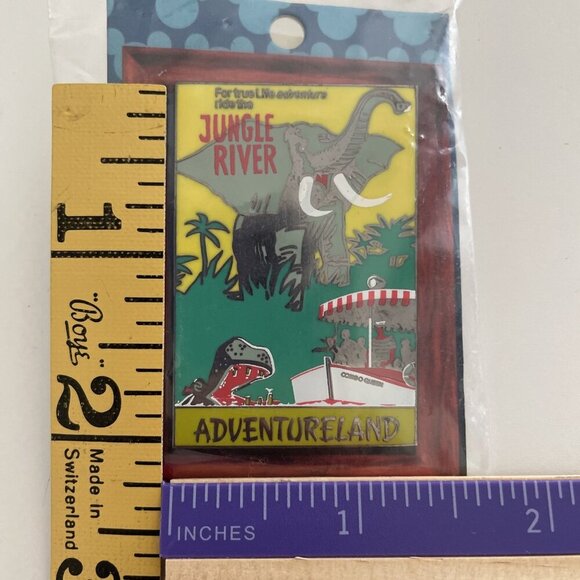 For true Life adventure
ride the
JUNGLE
RIVER
CONGO QUEEN
ADVENTURELAND
1
"Boye"
2
Made in
Switzerland
3
INCHES
1
2